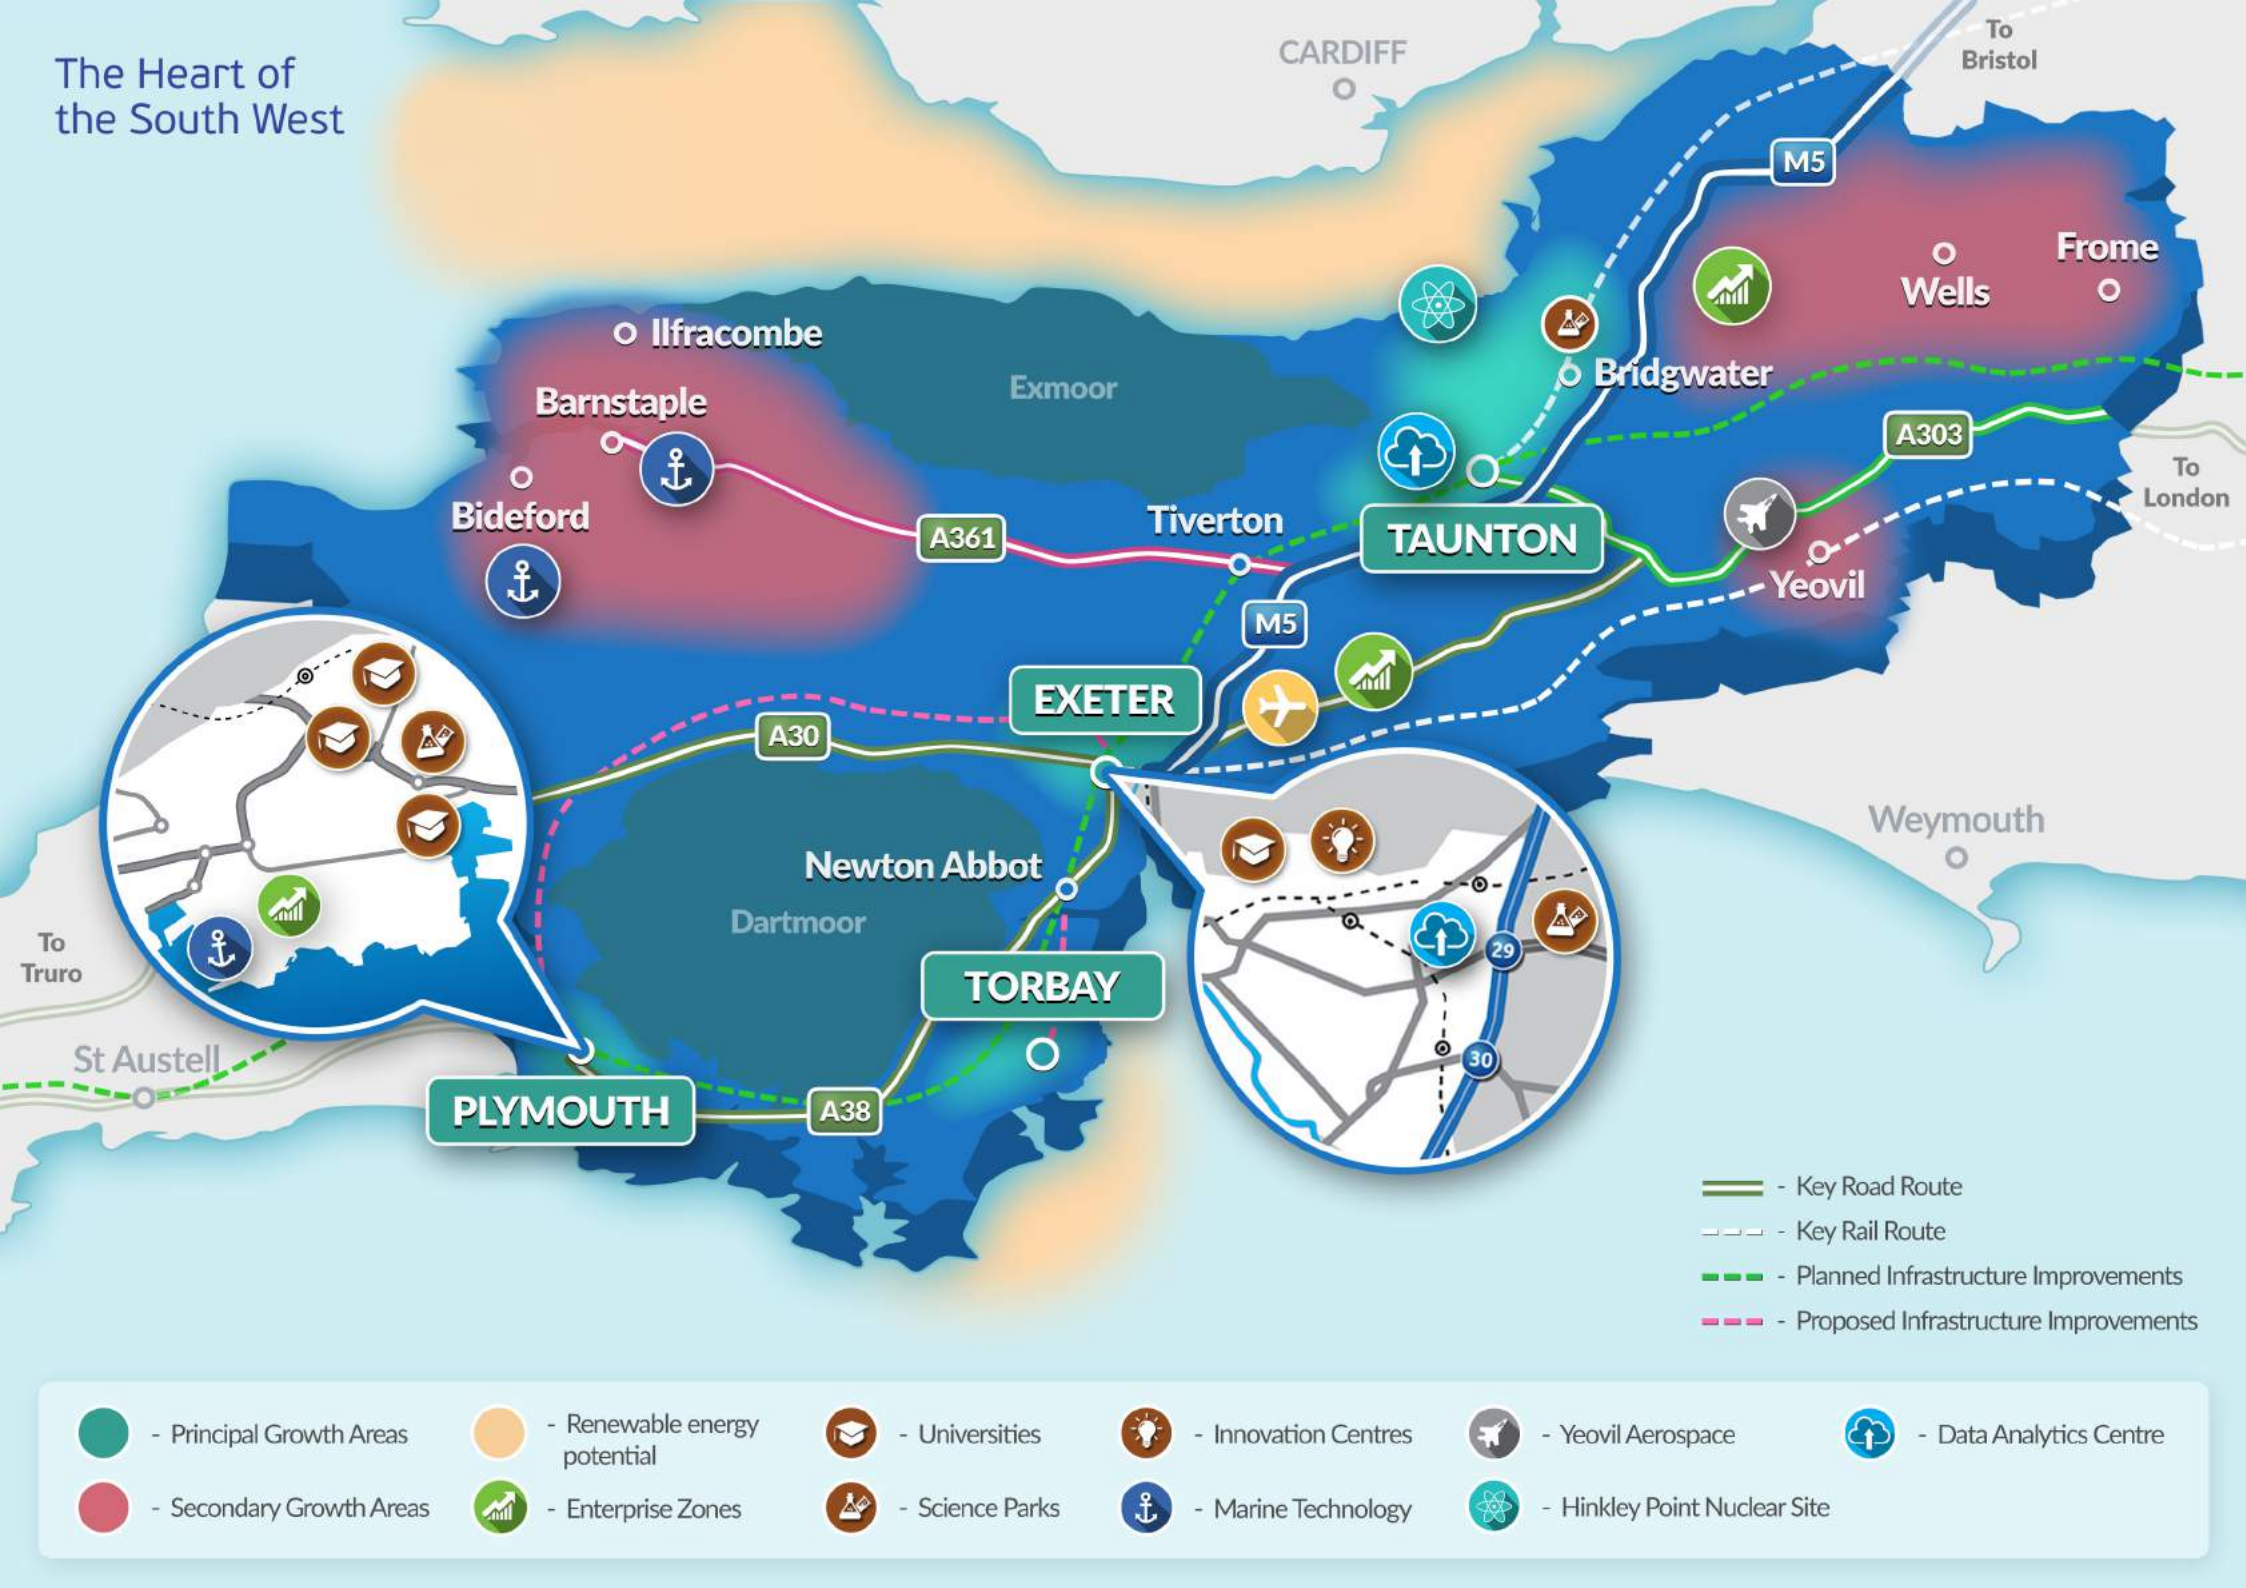 The Heart of
the South West
CARDIFF
To
Bristol
M5
Frome
Wells
Ilfracombe
Bridgwater
Exmoor
Barnstaple
A303
To
London
Bideford
Tiverton
A361
TAUNTON
Yeovil
M5
EXETER
A30
Weymouth
Newton Abbot
Dartmoor
To
Truro
29
TORBAY
St Austell
30
PLYMOUTH
A38
- Key Road Route
- Key Rail Route
- Planned Infrastructure Improvements
- Proposed Infrastructure Improvements
- Principal Growth Areas
- Renewable energy
potential
- Universities
- Innovation Centres
- Yeovil Aerospace
- Data Analytics Centre
- Secondary Growth Areas
- Enterprise Zones
- Science Parks
- Marine Technology
- Hinkley Point Nuclear Site